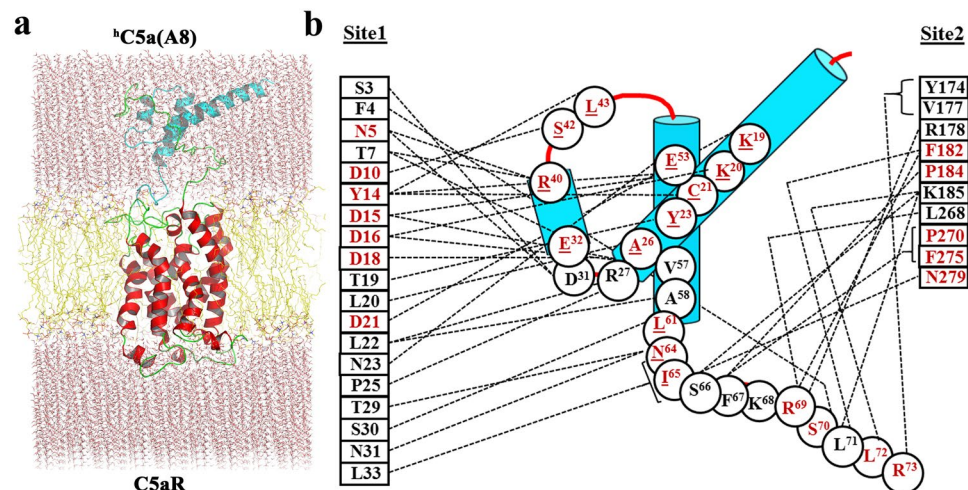 a
ʰC5a(A8)
C5aR
b
Site1
S3
F4
N5
T7
D10
Y14
D15
D16
D18
T19
L20
D21
L22
N23
P25
T29
S30
N31
L33
L⁴³
S⁴²
R⁴⁰
E³²
D³¹
R²⁷
A²⁶
Y²³
C²¹
K²⁰
K¹⁹
E⁵³
V⁵⁷
A⁵⁸
L⁶¹
N⁶⁴
I⁶⁵
S⁶⁶
F⁶⁷
K⁶⁸
R⁶⁹
S⁷⁰
L⁷¹
L⁷²
R⁷³
Site2
Y174
V177
R178
F182
P184
K185
L268
P270
F275
N279